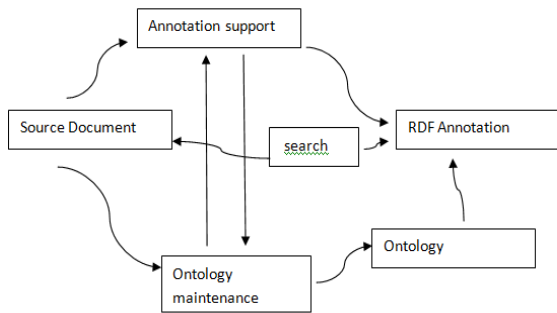 Annotation support
Source Document
search
RDF Annotation
Ontology
Ontology
maintenance